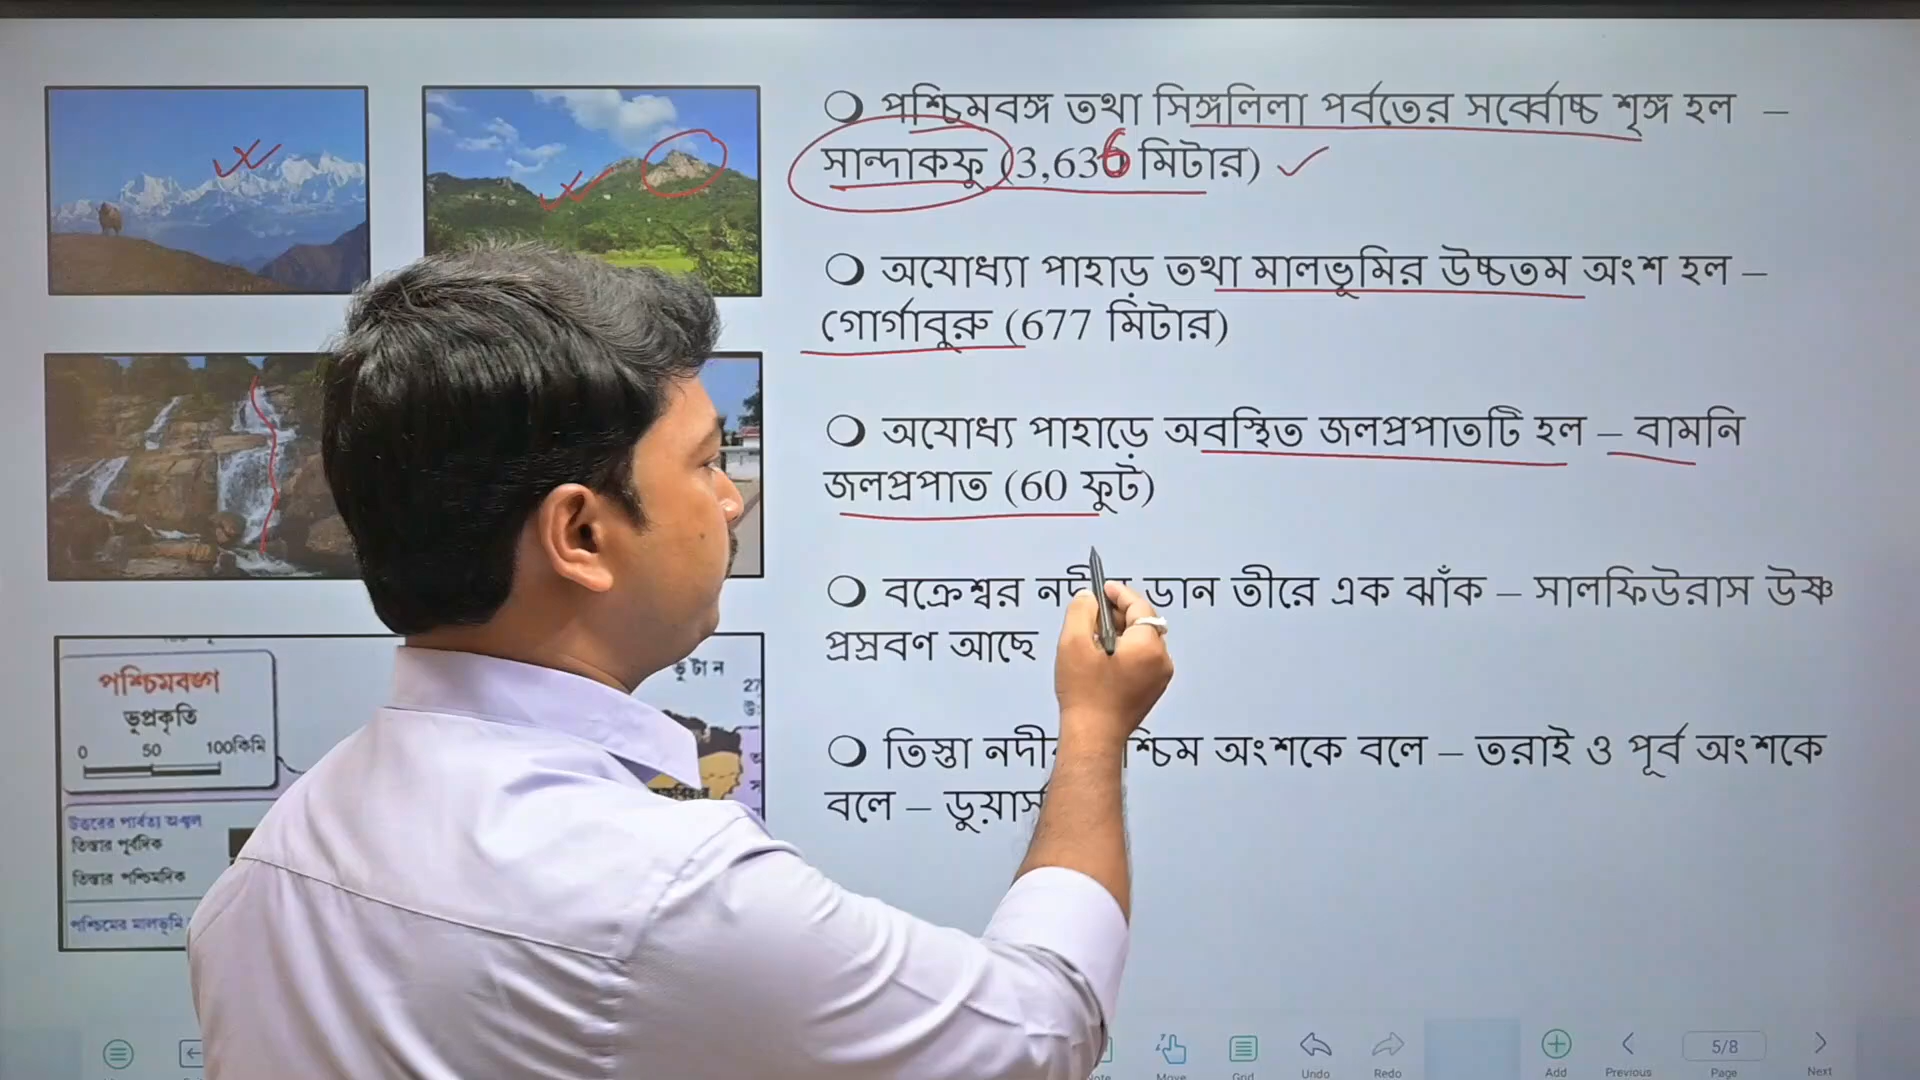 পশ্চিমবঙ্গ তথা সিঙ্গলিলা পর্বতের সর্ব্বোচ্চ শৃঙ্গ হল –
সান্দাকফু (3,636 মিটার)
অযোধ্যা পাহাড় তথা মালভূমির উচ্চতম অংশ হল –
গোর্গাবুরু (677 মিটার)
অযোধ্য পাহাড়ে অবস্থিত জলপ্রপাতটি হল – বামনি
জলপ্রপাত (60 ফুট)
বক্রেশ্বর ডান তীরে এক ঝাঁক – সালফিউরাস উষ্ণ
প্রস্রবণ আছে
তিস্তা অংশকে বলে – তরাই ও পূর্ব অংশকে
বলে – ডুয়ার্স
পশ্চিমবঙ্গ
ভূপ্রকৃতি
0 50 100কিমি
উত্তরের পার্বত্য অঞ্চল
তিস্তার পূর্বদিক
তিস্তার পশ্চিমদিক
পশ্চিমের মালভূমি
ভুটান
27
Move
Grid
Undo
Redo
Add
Previous
5/8
Page
Next